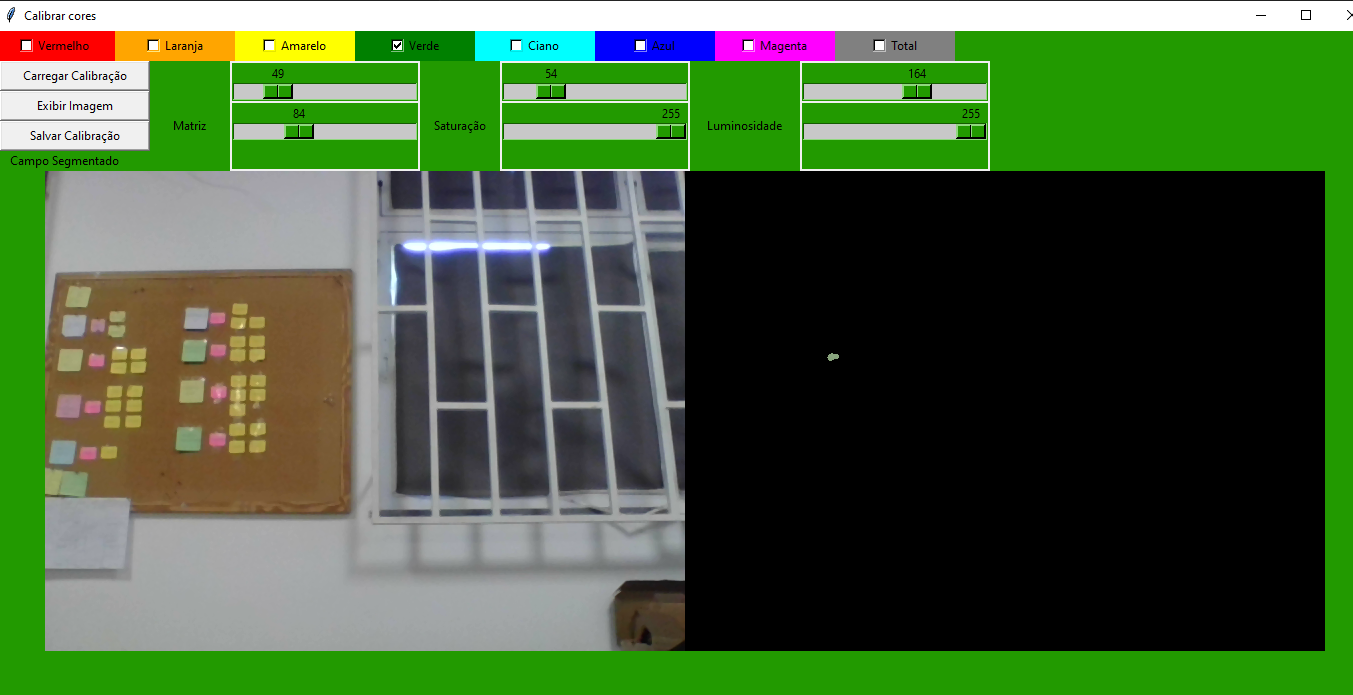 Calibrar cores
Vermelho Laranja Amarelo Verde Ciano Azul Magenta Total
Carregar Calibração
Exibir Imagem
Salvar Calibração
Campo Segmentado
Matriz
49
84
Saturação
54
255
Luminosidade
164
255